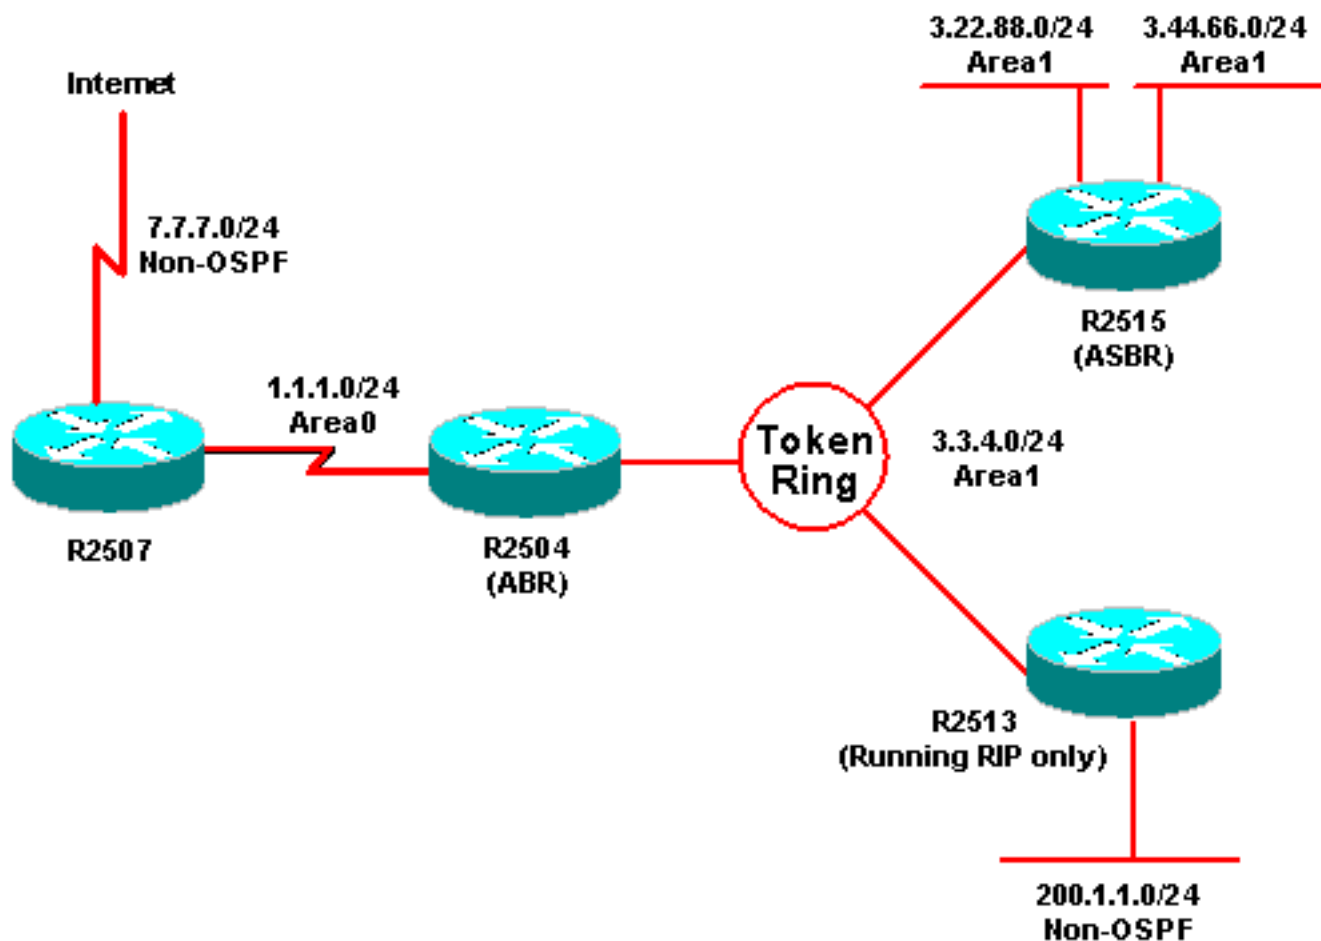 3.22.88.0/24
Area1
3.44.66.0/24
Area1
Internet
7.7.7.0/24
Non-OSPF
R2515
(ASBR)
1.1.1.0/24
Area0
Token
Ring
3.3.4.0/24
Area1
R2507
R2504
(ABR)
R2513
(Running RIP only)
200.1.1.0/24
Non-OSPF